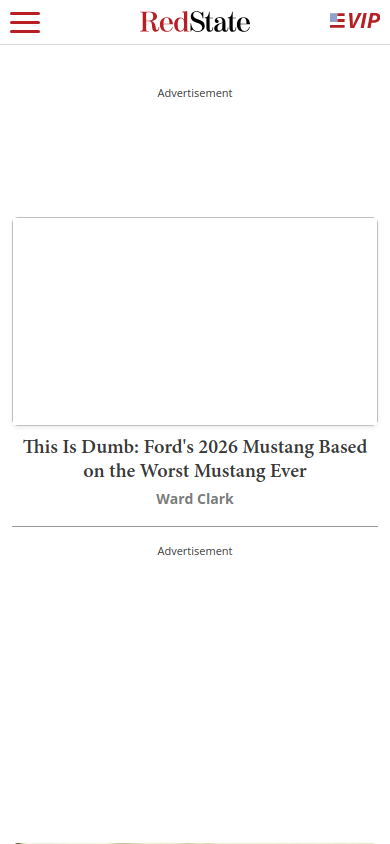 RedState
VIP
Advertisement
This Is Dumb: Ford's 2026 Mustang Based
on the Worst Mustang Ever
Ward Clark
Advertisement